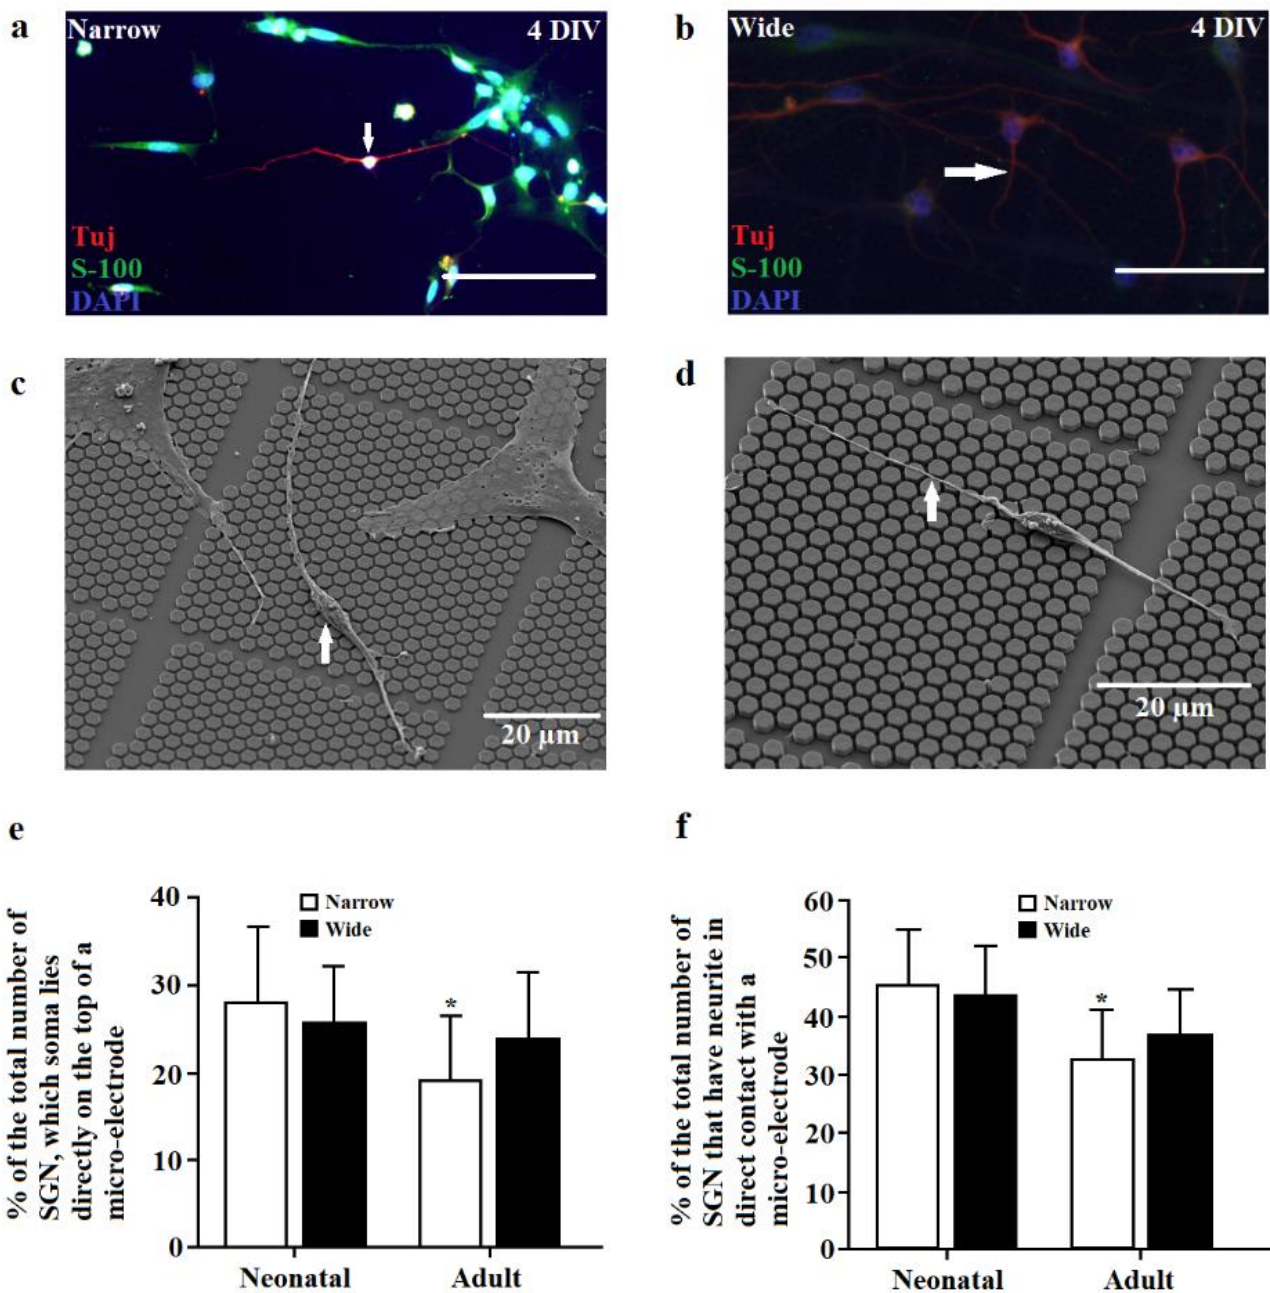 a
Narrow
4 DIV
Tuj
S-100
DAPI
b
Wide
4 DIV
Tuj
S-100
DAPI
c
20 µm
d
20 µm
e
% of the total number of
SGN, which soma lies
directly on the top of a
micro-electrode
40
30
20
10
0
Narrow
Wide
*
Neonatal
Adult
f
% of the total number of
SGN that have neurite in
direct contact with a
micro-electrode
60
50
40
30
20
10
0
Narrow
Wide
*
Neonatal
Adult